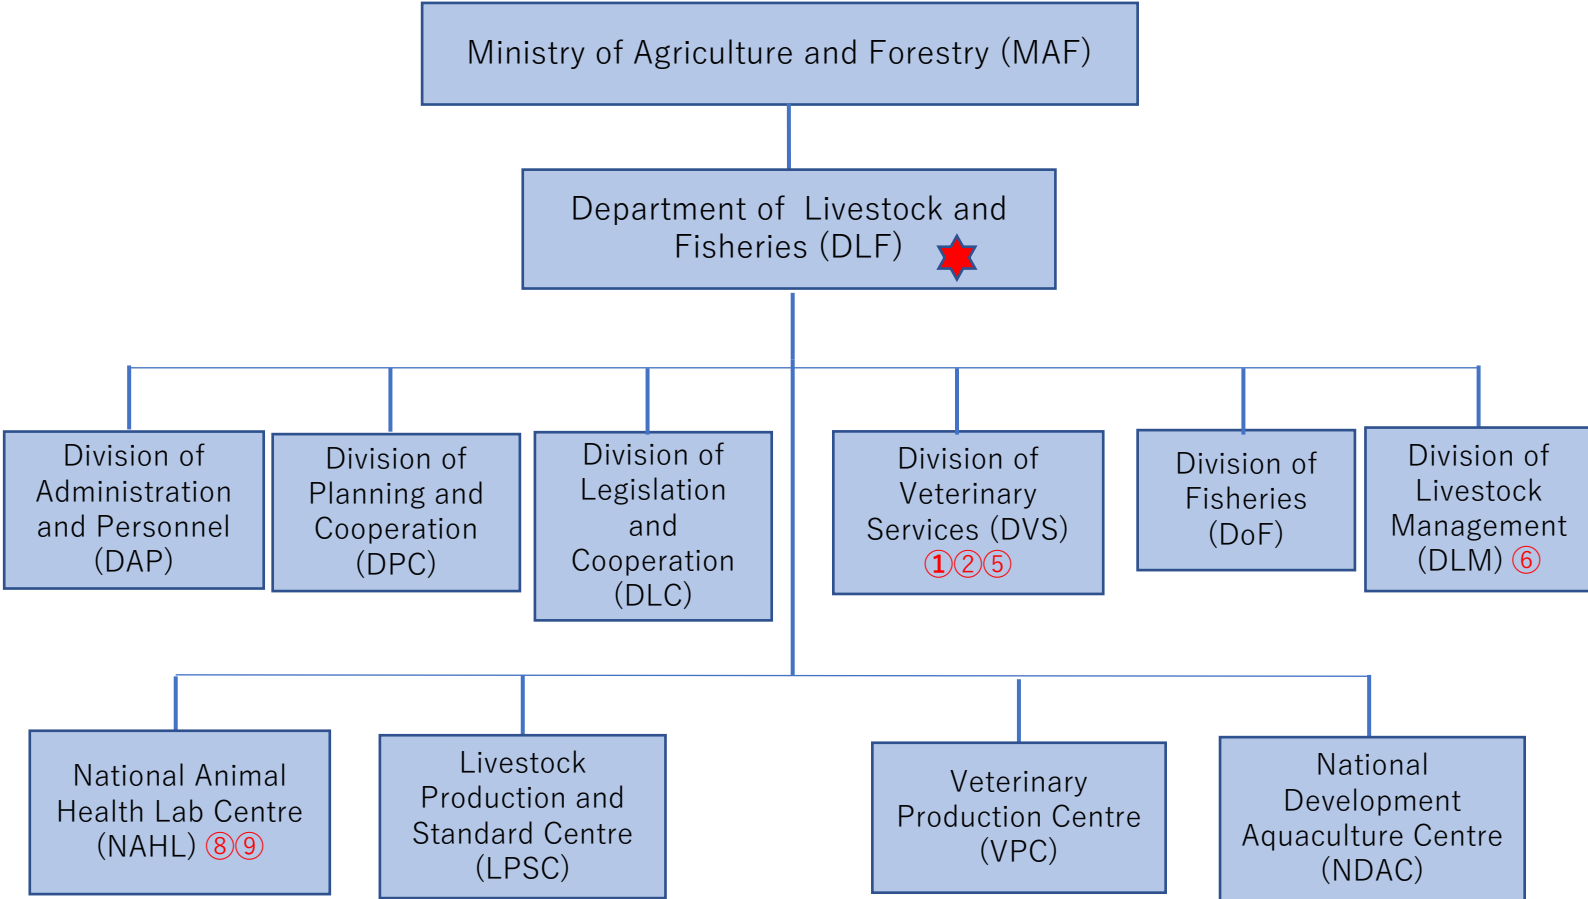 Ministry of Agriculture and Forestry (MAF)
Department of Livestock and
Fisheries (DLF)
Division of
Administration
and Personnel
(DAP)
Division of
Planning and
Cooperation
(DPC)
Division of
Legislation
and
Cooperation
(DLC)
Division of
Veterinary
Services (DVS)
①②⑤
Division of
Fisheries
(DoF)
Division of
Livestock
Management
(DLM) ⑥
National Animal
Health Lab Centre
(NAHL) ⑧⑨
Livestock
Production and
Standard Centre
(LPSC)
Veterinary
Production Centre
(VPC)
National
Development
Aquaculture Centre
(NDAC)